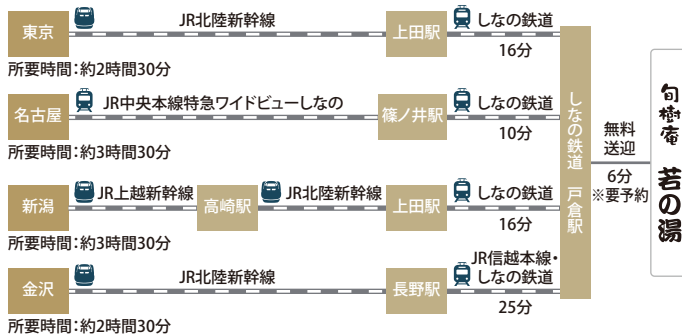 東京
JR北陸新幹線
上田駅
しなの鉄道
16分
所要時間：約2時間30分
名古屋
JR中央本線特急ワイドビューしなの
篠ノ井駅
しなの鉄道
10分
所要時間：約3時間30分
新潟
JR上越新幹線
高崎駅
JR北陸新幹線
上田駅
しなの鉄道
16分
所要時間：約3時間30分
金沢
JR北陸新幹線
長野駅
JR信越本線・
しなの鉄道
25分
所要時間：約2時間30分
しなの鉄道 戸倉駅
無料
送迎
6分
※要予約
旬樹庵 若の湯